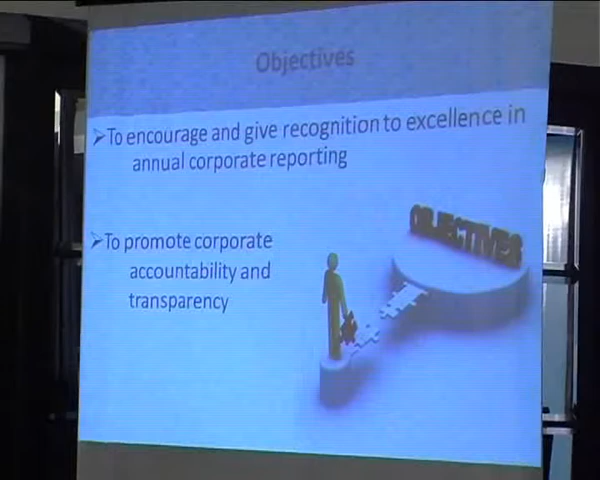 Objectives
➢To encourage and give recognition to excellence in
annual corporate reporting
➢To promote corporate
accountability and
transparency
OBJECTIVES